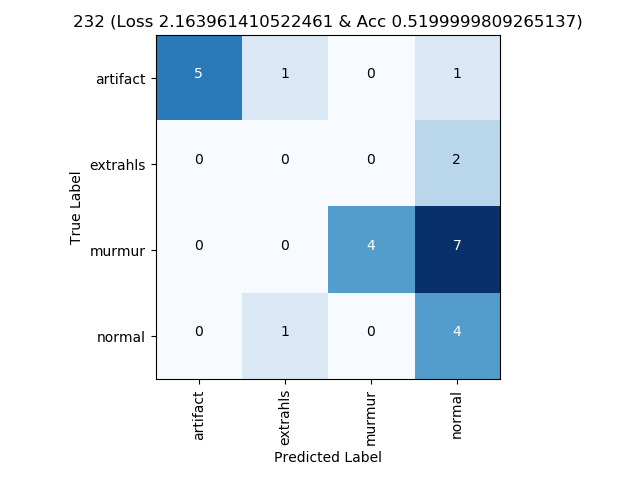 232 (Loss 2.163961410522461 & Acc 0.5199999809265137)
True Label
artifact 5 1 0 1
extrahls 0 0 0 2
murmur 0 0 4 7
normal 0 1 0 4
artifact extrahls murmur normal
Predicted Label